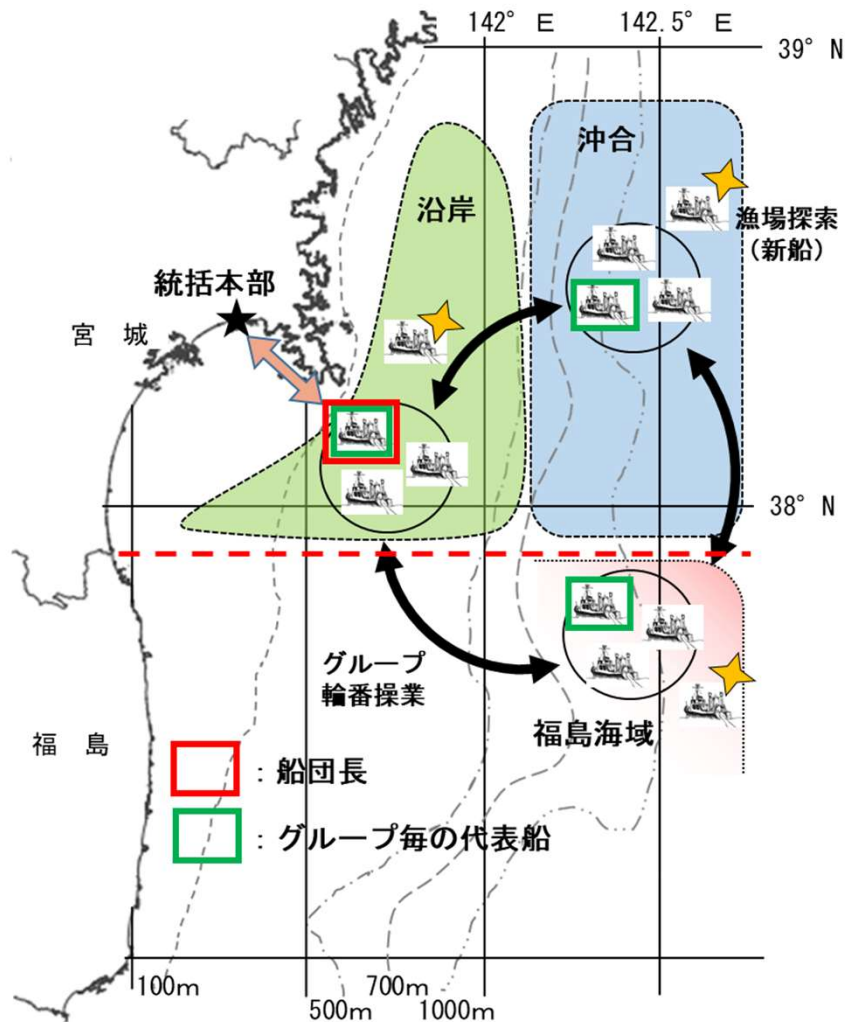 142° E
142.5° E
39° N
沖合
沿岸
漁場探索
(新船)
統括本部
宮 城
38° N
グループ
輪番操業
福島海域
福 島
：船団長
：グループ毎の代表船
100m
700m
500m
1000m